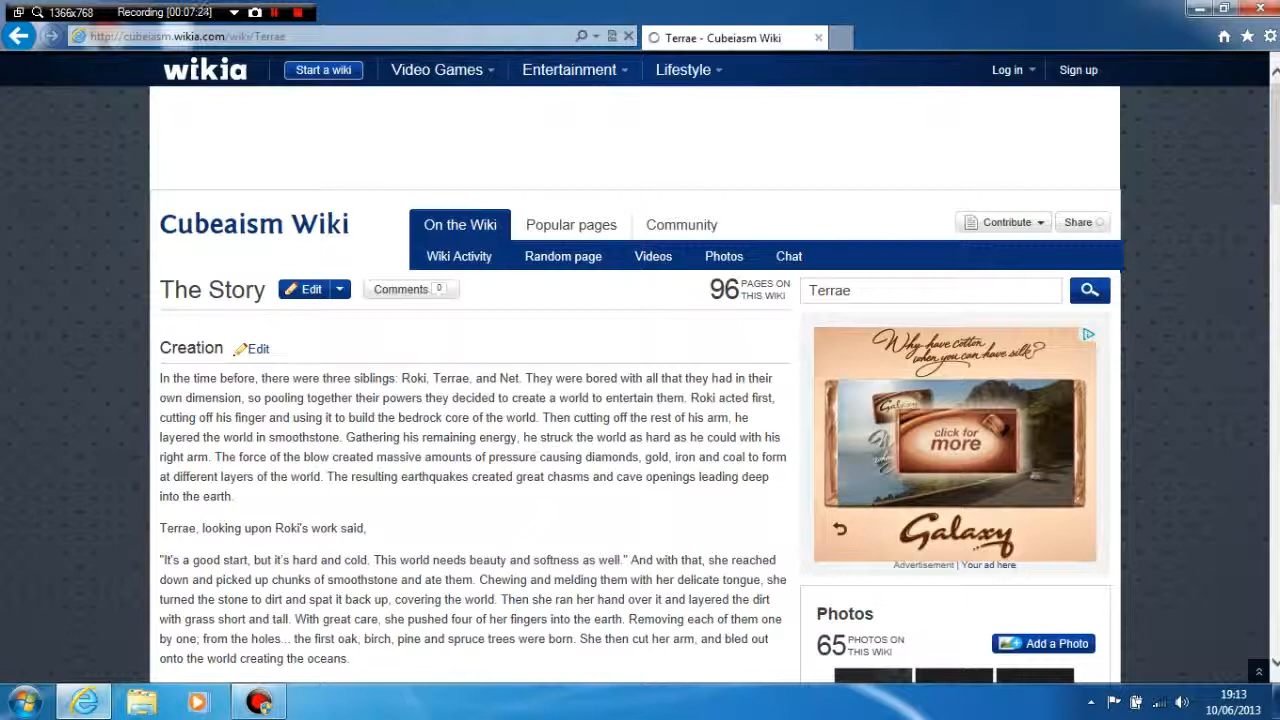 1366x768 Recording [00:07:24]
http://cubeiasm.wikia.com/wiki/Terrae
Terrae - Cubeiasm Wiki
wikia
Start a wiki
Video Games
Entertainment
Lifestyle
Log in
Sign up
Cubeaism Wiki
On the Wiki
Popular pages
Community
Contribute
Share
Wiki Activity
Random page
Videos
Photos
Chat
The Story
Edit
Comments 0
96 PAGES ON
THIS WIKI
Terrae
Creation Edit
In the time before, there were three siblings: Roki, Terrae, and Net. They were bored with all that they had in their
own dimension, so pooling together their powers they decided to create a world to entertain them. Roki acted first,
cutting off his finger and using it to build the bedrock core of the world. Then cutting off the rest of his arm, he
layered the world in smoothstone. Gathering his remaining energy, he struck the world as hard as he could with his
right arm. The force of the blow created massive amounts of pressure causing diamonds, gold, iron and coal to form
at different layers of the world. The resulting earthquakes created great chasms and cave openings leading deep
into the earth.
Terrae, looking upon Roki's work said,
"It's a good start, but it's hard and cold. This world needs beauty and softness as well." And with that, she reached
down and picked up chunks of smoothstone and ate them. Chewing and melding them with her delicate tongue, she
turned the stone to dirt and spat it back up, covering the world. Then she ran her hand over it and layered the dirt
with grass short and tall. With great care, she pushed four of her fingers into the earth. Removing each of them one
by one; from the holes... the first oak, birch, pine and spruce trees were born. She then cut her arm, and bled out
onto the world creating the oceans.
Why have cotton
when you can have silk?
Galaxy
click for
more
Galaxy
Advertisement | Your ad here
Photos
65 PHOTOS ON
THIS WIKI
Add a Photo
19:13
10/06/2013